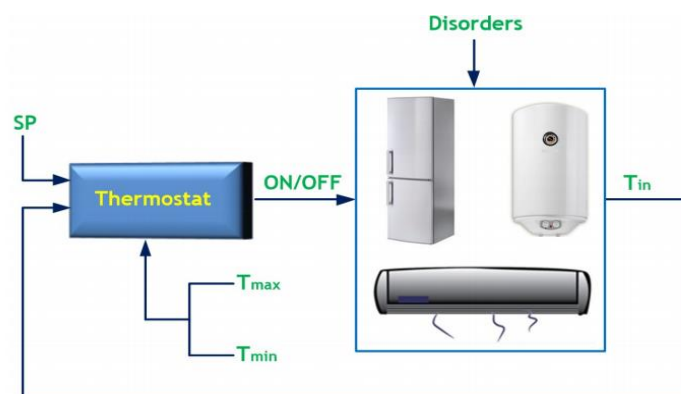 Disorders
SP
Thermostat
ON/OFF
Tin
Tmax
Tmin